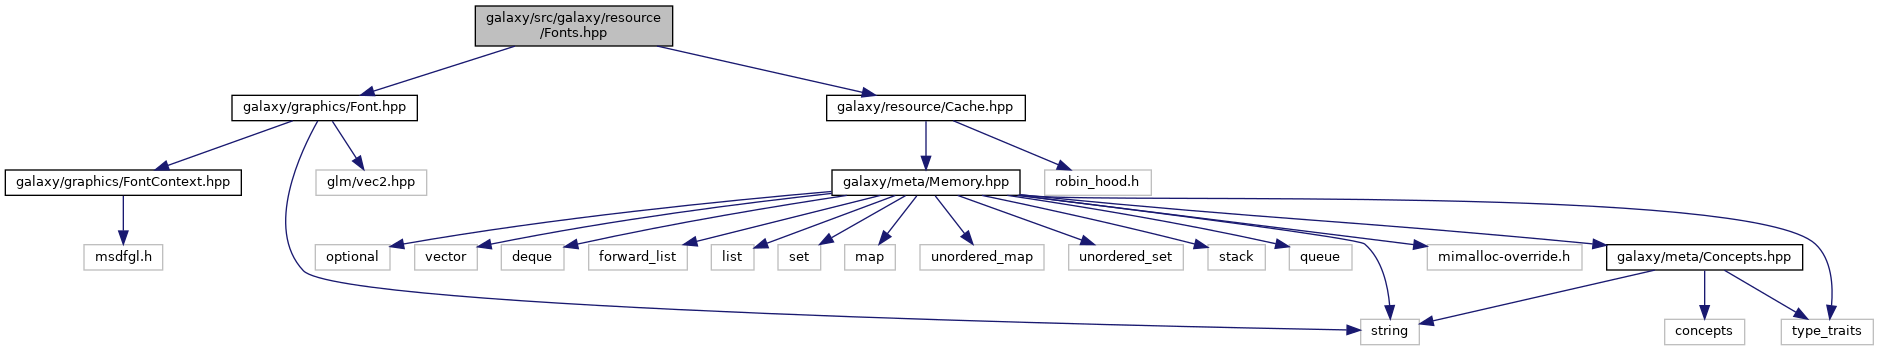 galaxy/src/galaxy/resource
/Fonts.hpp
galaxy/graphics/Font.hpp
galaxy/resource/Cache.hpp
galaxy/graphics/FontContext.hpp
glm/vec2.hpp
galaxy/meta/Memory.hpp
robin_hood.h
msdfgl.h
optional
vector
deque
forward_list
list
set
map
unordered_map
unordered_set
stack
queue
mimalloc-override.h
galaxy/meta/Concepts.hpp
string
concepts
type_traits